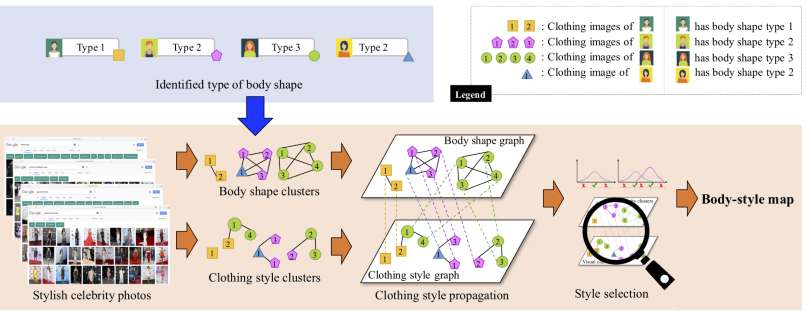 Type 1
Type 2
Type 3
Type 2
Identified type of body shape
1 2 : Clothing images of
has body shape type 1
1 2 3 : Clothing images of
has body shape type 2
1 2 3 4 : Clothing images of
has body shape type 3
1 : Clothing image of
has body shape type 2
Legend
Google
Google
1 2
1 2 1 3
1 2 3 4
Body shape clusters
Body shape graph
1 2
1 2 1 3
1 2 3 4
1 2
1 4
3 1 1
2
2 3
Clothing style clusters
1 2
1 4
3 1 1
2
2 3
Clothing style graph
Stylish celebrity photos
Clothing style propagation
Style selection
Body-style map